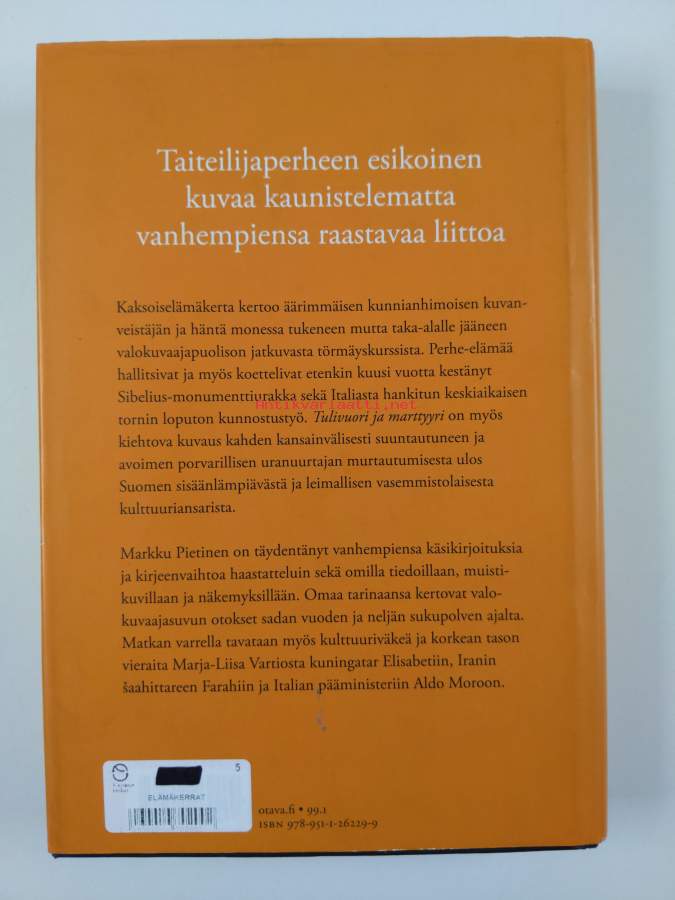 Taiteilijaperheen esikoinen
kuvaa kaunistelematta
vanhempiensa raastavaa liittoa
Kaksoiselämäkerta kertoo äärimmäisen kunnianhimoisen kuvan-
veistäjän ja häntä monessa tukeneen mutta taka-alalle jääneen
valokuvaajapuolison jatkuvasta törmäyskurssista. Perhe-elämää
hallitsivat ja myös koettelivat etenkin kuusi vuotta kestänyt
Sibelius-monumenttiurakka sekä Italiasta hankitun keskiaikaisen
Antikvariaatti.net
tornin loputon kunnostustyö. Tulivuori ja marttyyri on myös
kiehtova kuvaus kahden kansainvälisesti suuntautuneen ja
avoimen porvarillisen uranuurtajan murtautumisesta ulos
Suomen sisäänlämpiävästä ja leimallisen vasemmistolaisesta
kulttuuriansarista.
Markku Pietinen on täydentänyt vanhempiensa käsikirjoituksia
ja kirjeenvaihtoa haastatteluin sekä omilla tiedoillaan, muisti-
kuvillaan ja näkemyksillään. Omaa tarinaansa kertovat valo-
kuvaajasuvun otokset sadan vuoden ja neljän sukupolven ajalta.
Matkan varrella tavataan myös kulttuuriväkeä ja korkean tason
vieraita Marja-Liisa Vartiosta kuningatar Elisabetiin, Iranin
šaahittareen Farahiin ja Italian pääministeriin Aldo Moroon.
5
ELÄMÄKERRAT
otava.fi • 99.1
ISBN 978-951-1-26229-9